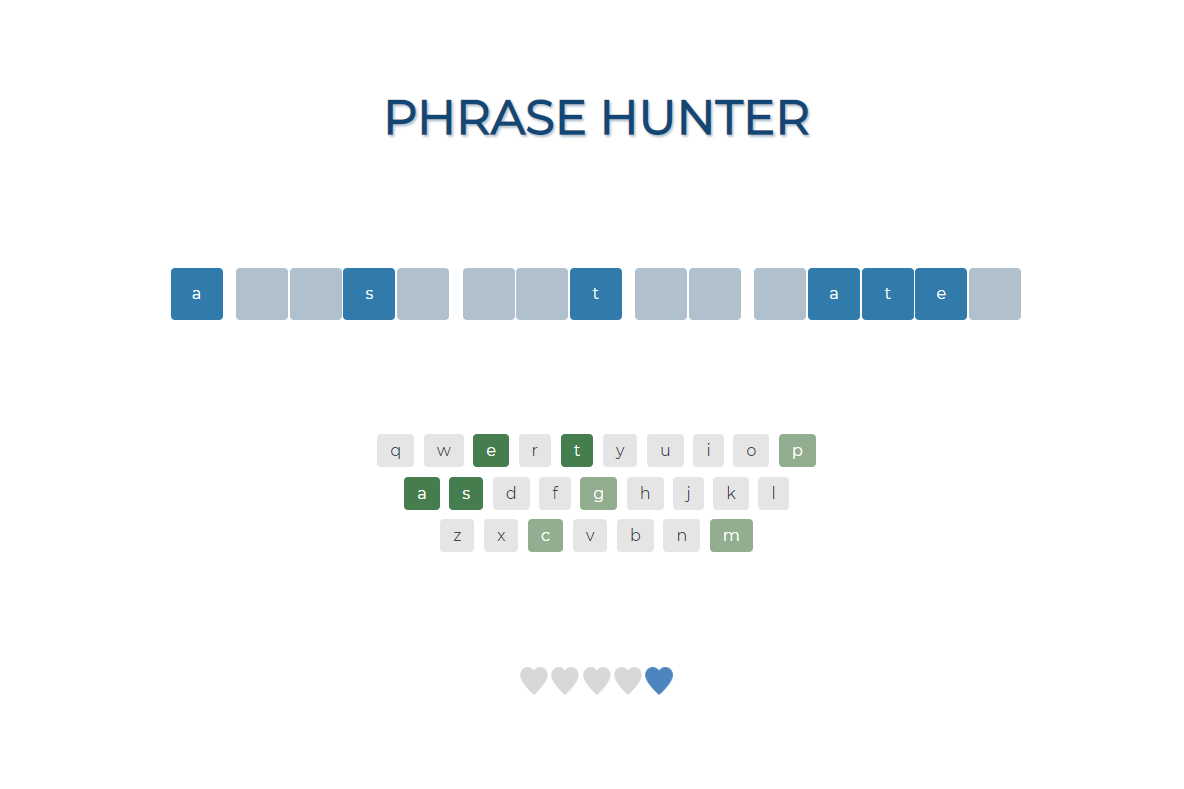 PHRASE HUNTER
a s t a t e
q w e r t y u i o p
a s d f g h j k l
z x c v b n m